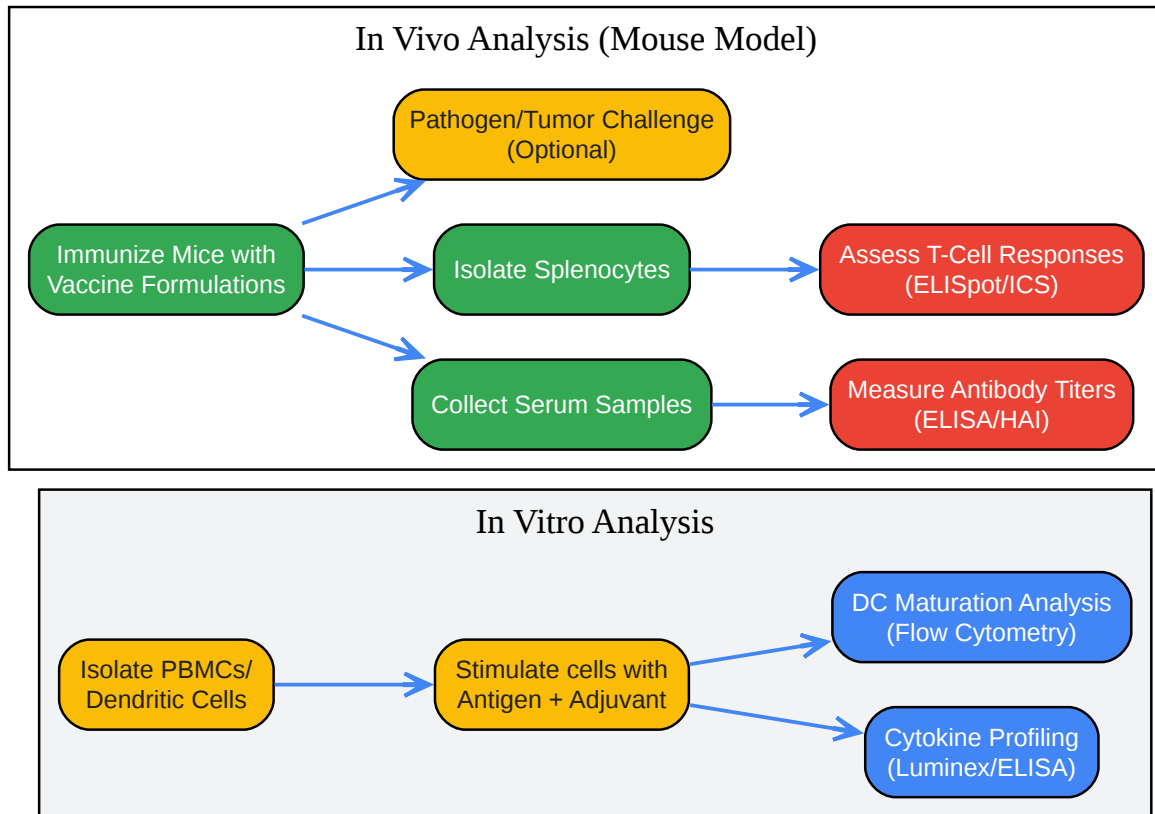 In Vivo Analysis (Mouse Model)
Pathogen/Tumor Challenge
(Optional)
Immunize Mice with
Vaccine Formulations
Isolate Splenocytes
Assess T-Cell Responses
(ELISpot/ICS)
Collect Serum Samples
Measure Antibody Titers
(ELISA/HAI)
In Vitro Analysis
DC Maturation Analysis
(Flow Cytometry)
Isolate PBMCs/
Dendritic Cells
Stimulate cells with
Antigen + Adjuvant
Cytokine Profiling
(Luminex/ELISA)